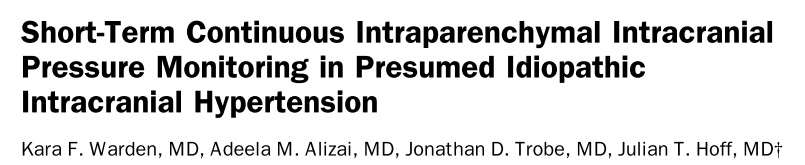 Short-Term Continuous Intraparenchymal Intracranial
Pressure Monitoring in Presumed Idiopathic
Intracranial Hypertension
Kara F. Warden, MD, Adeela M. Alizai, MD, Jonathan D. Trobe, MD, Julian T. Hoff, MD†